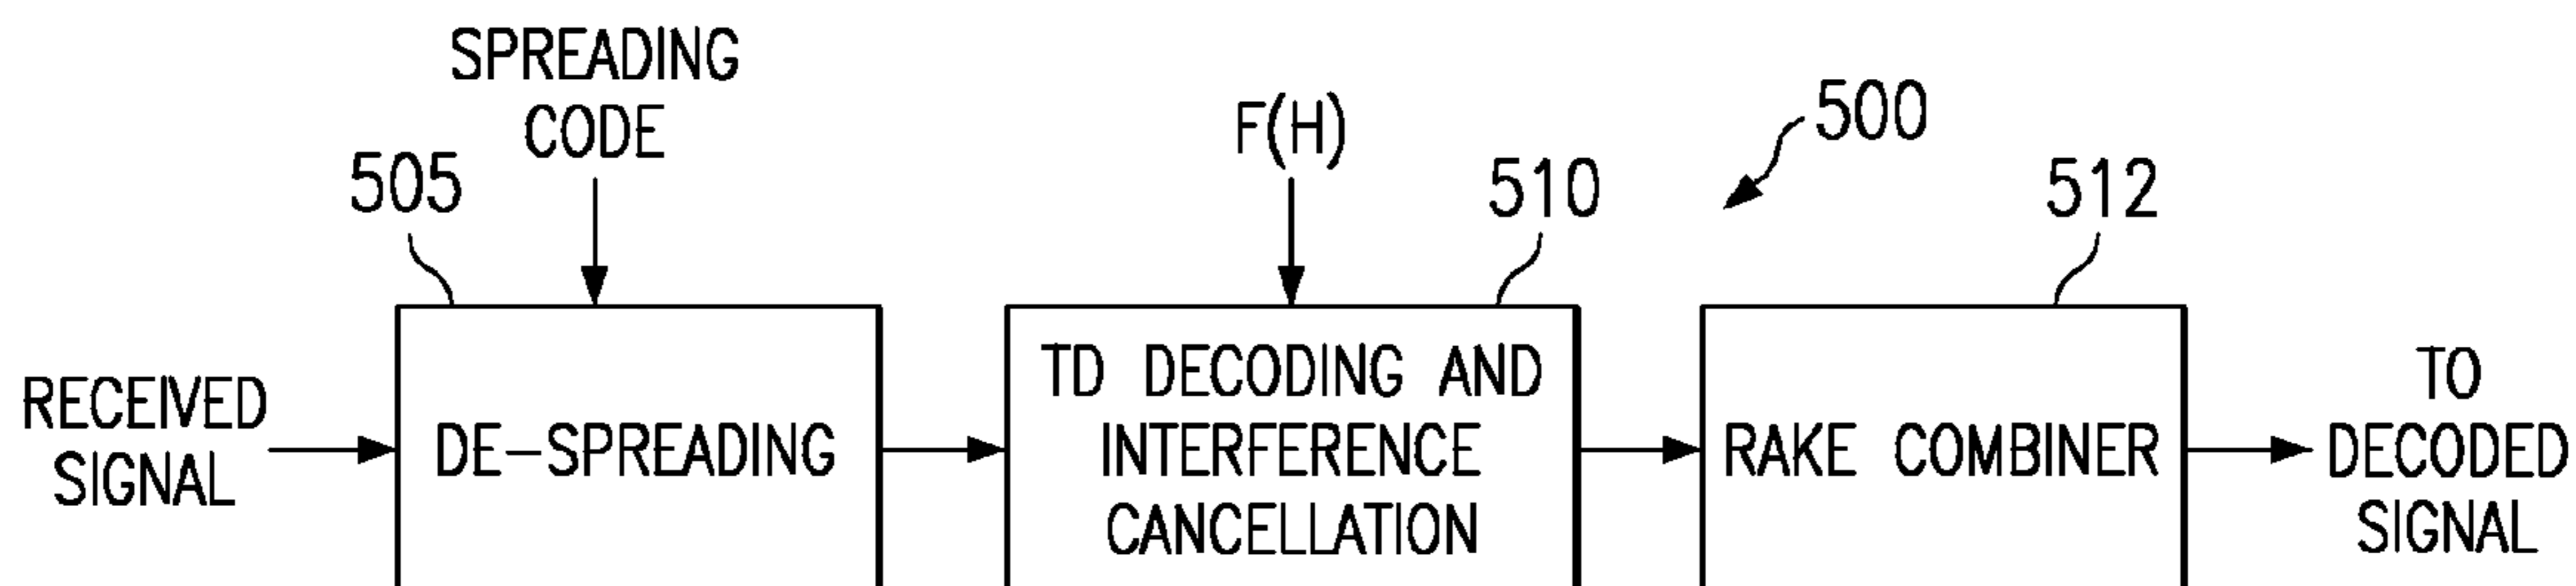 SPREADING
CODE
505
F(H)
510
500
512
RECEIVED
SIGNAL
DE-SPREADING
TD DECODING AND
INTERFERENCE
CANCELLATION
RAKE COMBINER
TO
DECODED
SIGNAL